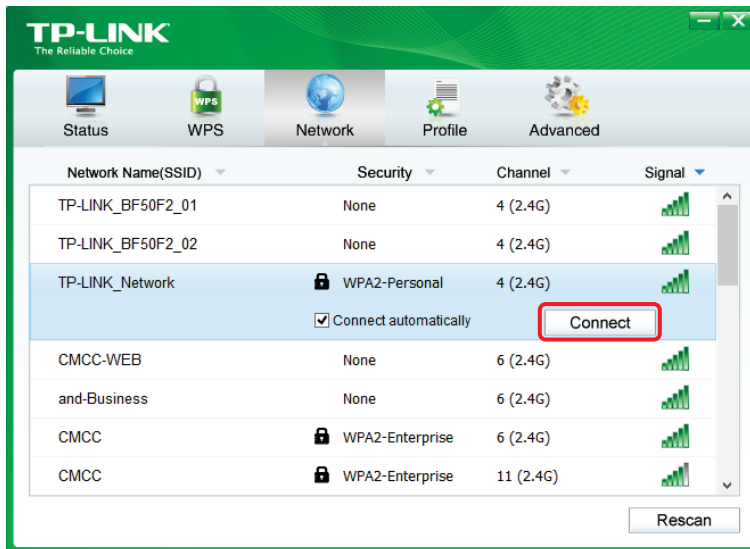 TP-LINK
The Reliable Choice
Status WPS Network Profile Advanced
WPS
Network Name(SSID) Security Channel Signal
TP-LINK_BF50F2_01 None 4 (2.4G)
TP-LINK_BF50F2_02 None 4 (2.4G)
TP-LINK_Network WPA2-Personal 4 (2.4G)
Connect automatically Connect
CMCC-WEB None 6 (2.4G)
and-Business None 6 (2.4G)
CMCC WPA2-Enterprise 6 (2.4G)
CMCC WPA2-Enterprise 11 (2.4G)
Rescan